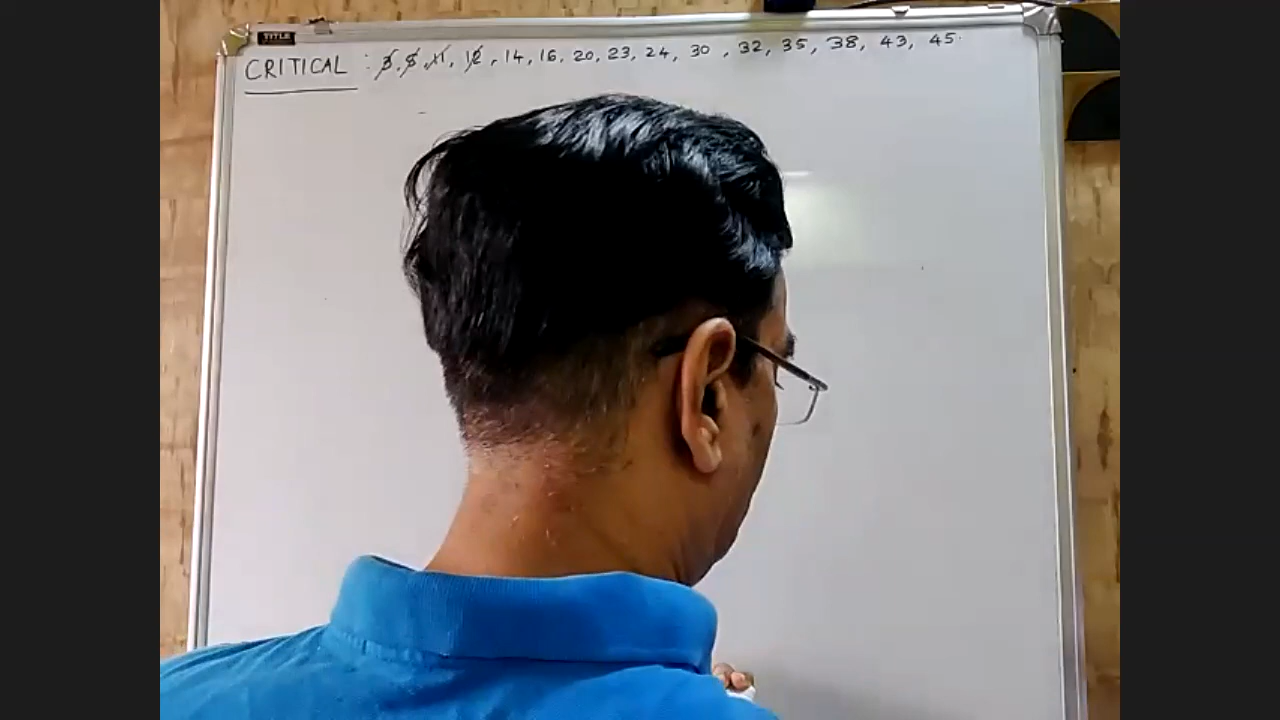 TITLE
CRITICAL : 3, 5, 11, 12, 14, 16, 20, 23, 24, 30, 32, 35, 38, 43, 45.